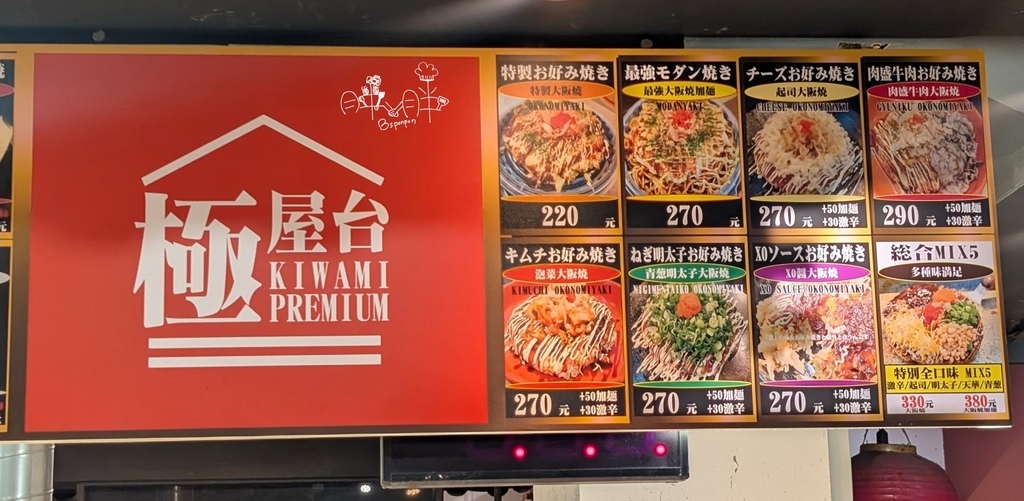 Bsponpon
極
屋台
KIWAMI
PREMIUM
特製お好み焼き
特製大阪燒
OKONOMIYAKI
220 元
最強モダン焼き
最強大阪燒加麵
MODANYAKI
270 元
チーズお好み焼き
起司大阪燒
CHEESE OKONOMIYAKI
270 元
+50加麵
+30激辛
肉盛牛肉お好み焼き
肉盛牛肉大阪燒
GYUNIKU OKONOMIYAKI
290 元
+50加麵
+30激辛
キムチお好み焼き
泡菜大阪燒
KIMUCHI OKONOMIYAKI
270 元
+50加麵
+30激辛
ねぎ明太子お好み焼き
青蔥明太子大阪燒
NIGIMENTAIKO OKONOMIYAKI
270 元
+50加麵
+30激辛
XOソースお好み焼き
XO醬大阪燒
XO SAUCE OKONOMIYAKI
270 元
+50加麵
+30激辛
総合MIX5
多種味滿足
特別全口味 MIX5
激辛/起司/明太子/天華/青蔥
330元 380元
大阪燒 大阪燒加麵